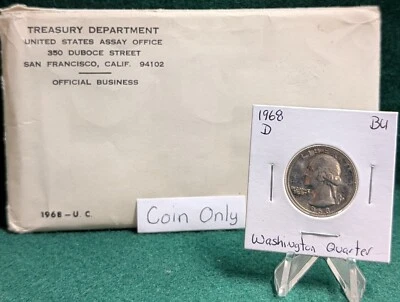 TREASURY DEPARTMENT
UNITED STATES ASSAY OFFICE
350 DUBOCE STREET
SAN FRANCISCO, CALIF. 94102
OFFICIAL BUSINESS
1968-U.C.
Coin Only
1968 BU
D
Washington Quarter